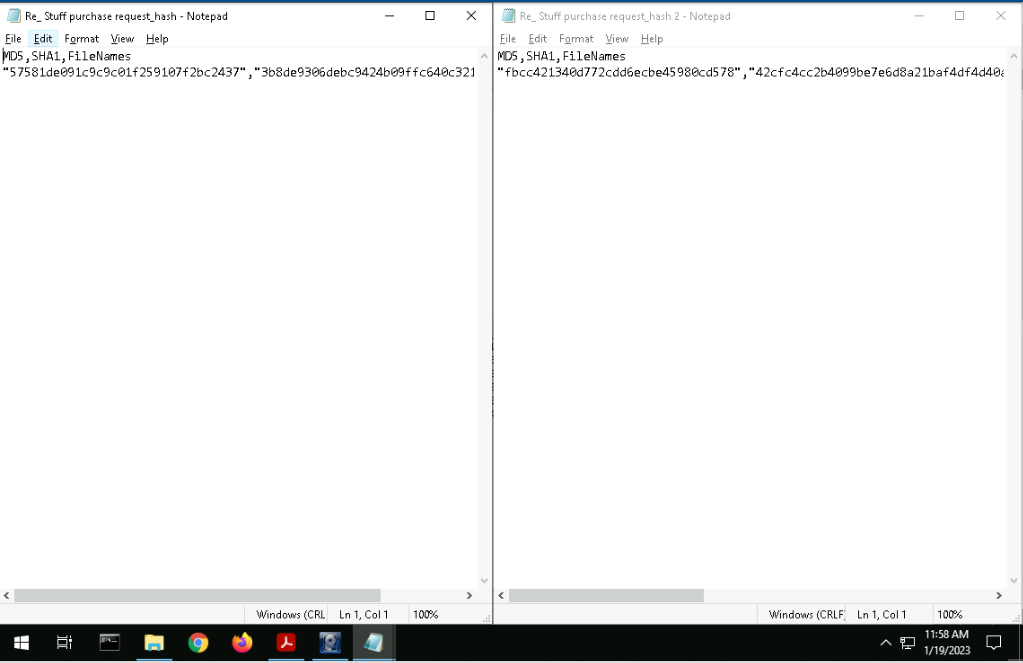 Re_ Stuff purchase request_hash - Notepad
File Edit Format View Help
MD5,SHA1,FileNames
"57581de091c9c9c01f259107f2bc2437","3b8de9306debc9424b09ffc640c321
Windows (CRL Ln 1, Col 1 100%
Re_ Stuff purchase request_hash 2 - Notepad
File Edit Format View Help
MD5,SHA1,FileNames
"fbcc421340d772cdd6ecbe45980cd578","42cfc4cc2b4099be7e6d8a21baf4df4d40a
Windows (CRLF) Ln 1, Col 1 100%
11:58 AM
1/19/2023